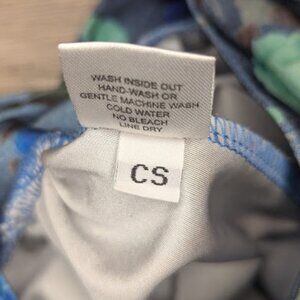 WASH INSIDE OUT
HAND-WASH OR
GENTLE MACHINE WASH
COLD WATER
NO BLEACH
LINE DRY
CS